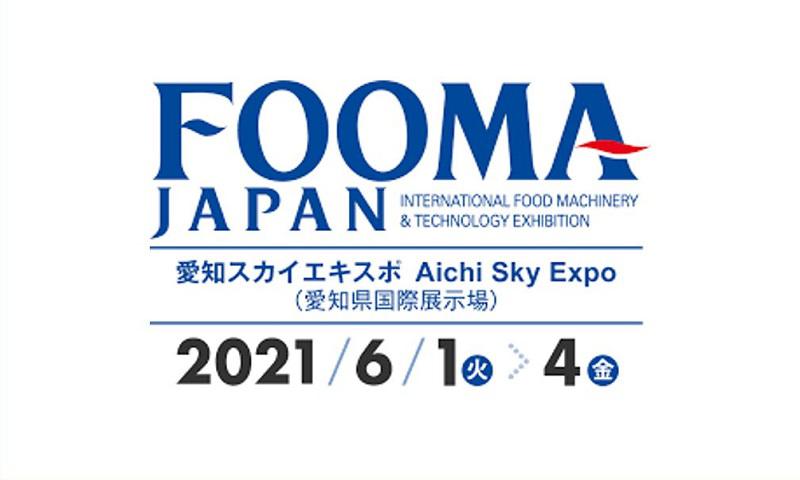 FOOMA
JAPAN
INTERNATIONAL FOOD MACHINERY
& TECHNOLOGY EXHIBITION
愛知スカイエキスポ Aichi Sky Expo
（愛知県国際展示場）
2021/6/1火 4金